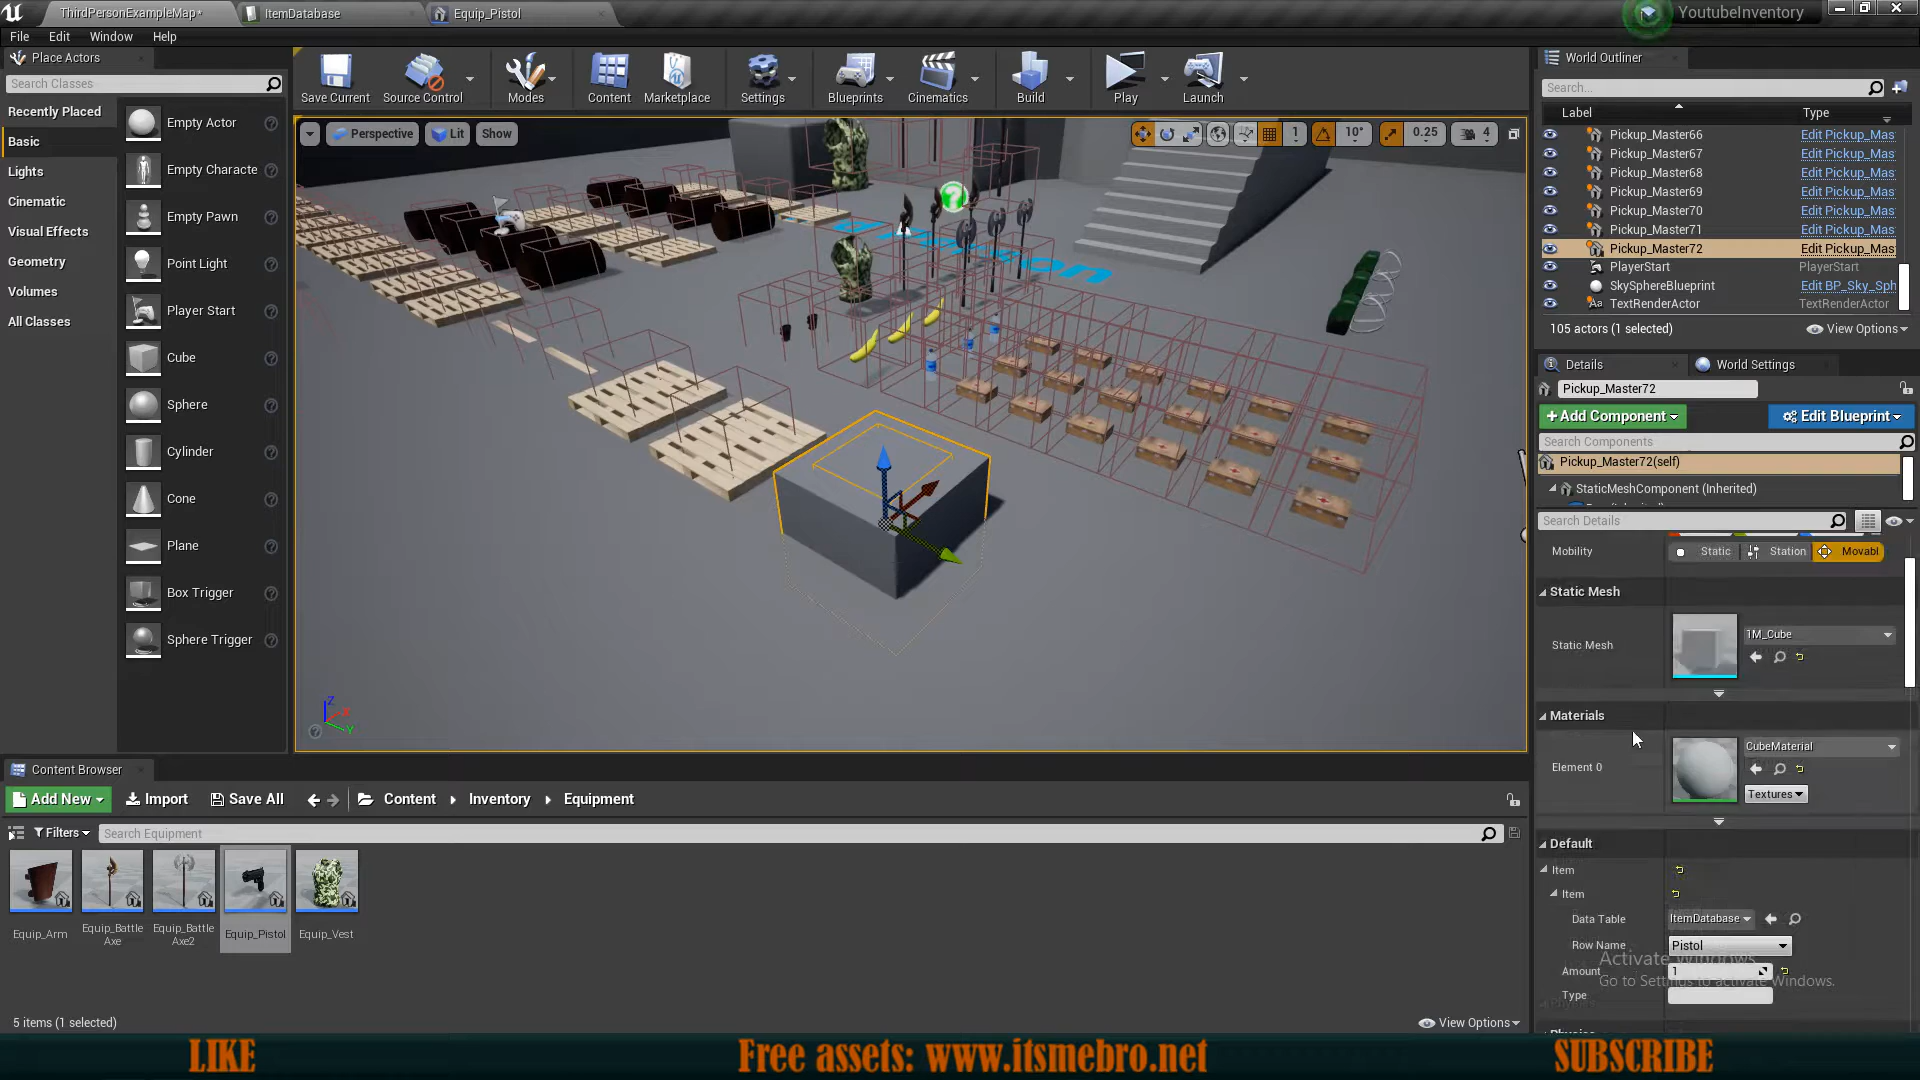 ThirdPersonExampleMap*
ItemDatabase
Equip_Pistol
YoutubeInventory
File
Edit
Window
Help
Place Actors
Search Classes
Recently Placed
Basic
Lights
Cinematic
Visual Effects
Geometry
Volumes
All Classes
Empty Actor
Empty Characte
Empty Pawn
Point Light
Player Start
Cube
Sphere
Cylinder
Cone
Plane
Box Trigger
Sphere Trigger
Save Current
Source Control
Modes
Content
Marketplace
Settings
Blueprints
Cinematics
Build
Play
Launch
Perspective
Lit
Show
1
10°
0.25
4
Z
X
Y
World Outliner
Search...
Label
Type
Pickup_Master66
Edit Pickup_Mas
Pickup_Master67
Edit Pickup_Mas
Pickup_Master68
Edit Pickup_Mas
Pickup_Master69
Edit Pickup_Mas
Pickup_Master70
Edit Pickup_Mas
Pickup_Master71
Edit Pickup_Mas
Pickup_Master72
Edit Pickup_Mas
PlayerStart
PlayerStart
SkySphereBlueprint
Edit BP_Sky_Sph
TextRenderActor
TextRenderActor
105 actors (1 selected)
View Options
Details
World Settings
Pickup_Master72
+Add Component
Edit Blueprint
Search Components
Pickup_Master72(self)
StaticMeshComponent (Inherited)
Search Details
Mobility
Static
Station
Movabl
Static Mesh
Static Mesh
1M_Cube
Materials
Element 0
CubeMaterial
Textures
Default
Item
Item
Data Table
ItemDatabase
Row Name
Pistol
Amount
1
Type
Activate Windows
Go to Settings to activate Windows.
Content Browser
Add New
Import
Save All
Content
Inventory
Equipment
Filters
Search Equipment
Equip_Arm
Equip_Battle
Axe
Equip_Battle
Axe2
Equip_Pistol
Equip_Vest
5 items (1 selected)
View Options
LIKE
Free assets: www.itsmebro.net
SUBSCRIBE